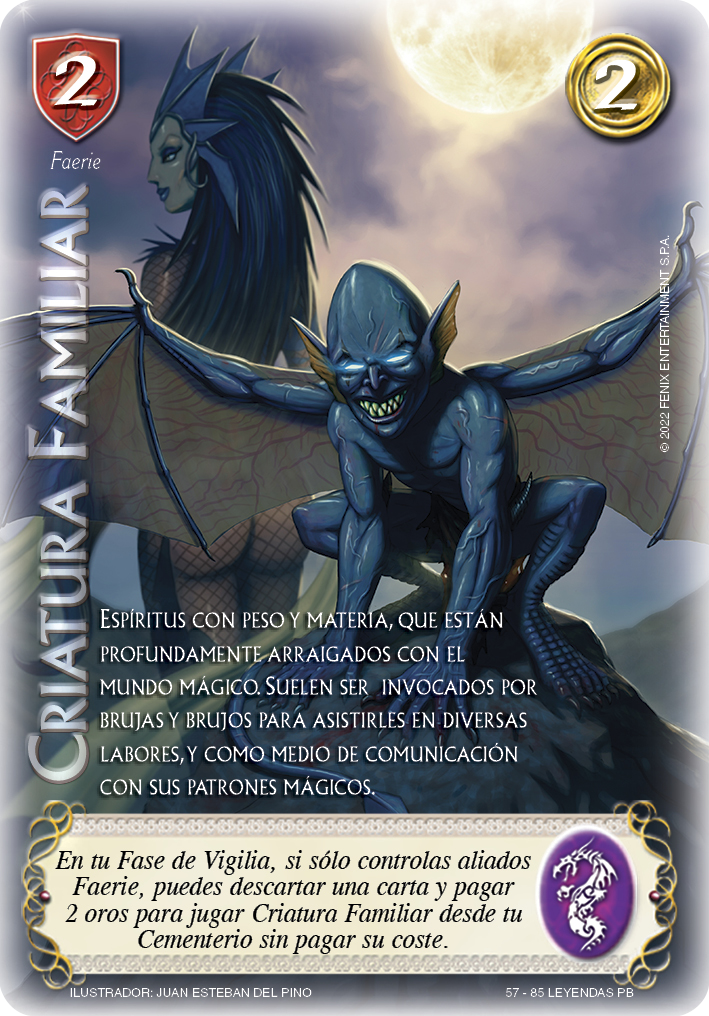 2
2
Faerie
CRIATURA FAMILIAR
© 2022 FENIX ENTERTAINMENT S.P.A.
ESPÍRITUS CON PESO Y MATERIA, QUE ESTÁN
PROFUNDAMENTE ARRAIGADOS CON EL
MUNDO MÁGICO. SUELEN SER INVOCADOS POR
BRUJAS Y BRUJOS PARA ASISTIRLES EN DIVERSAS
LABORES, Y COMO MEDIO DE COMUNICACIÓN
CON SUS PATRONES MÁGICOS.
En tu Fase de Vigilia, si sólo controlas aliados
Faerie, puedes descartar una carta y pagar
2 oros para jugar Criatura Familiar desde tu
Cementerio sin pagar su coste.
ILUSTRADOR: JUAN ESTEBAN DEL PINO
57 - 85 LEYENDAS PB